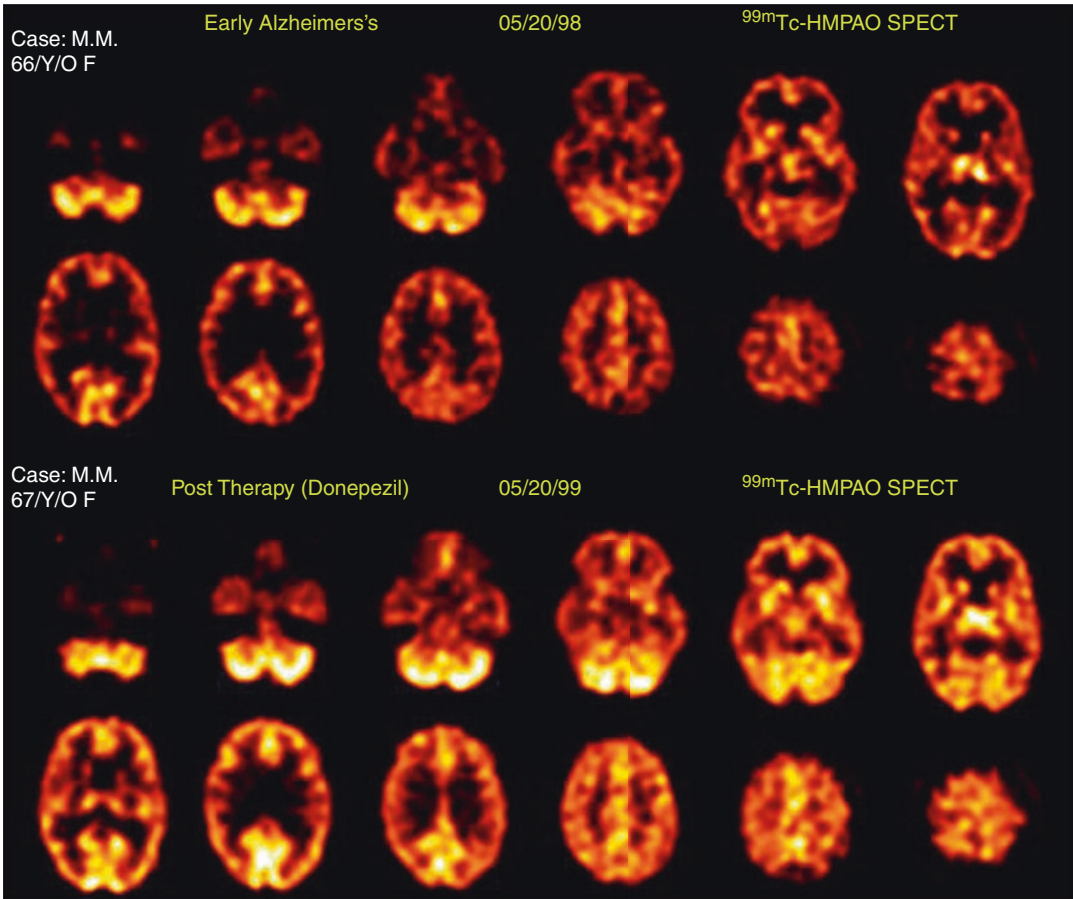 Case: M.M.
66/Y/O F
Early Alzheimers's
05/20/98
99mTc-HMPAO SPECT
Case: M.M.
67/Y/O F
Post Therapy (Donepezil)
05/20/99
99mTc-HMPAO SPECT